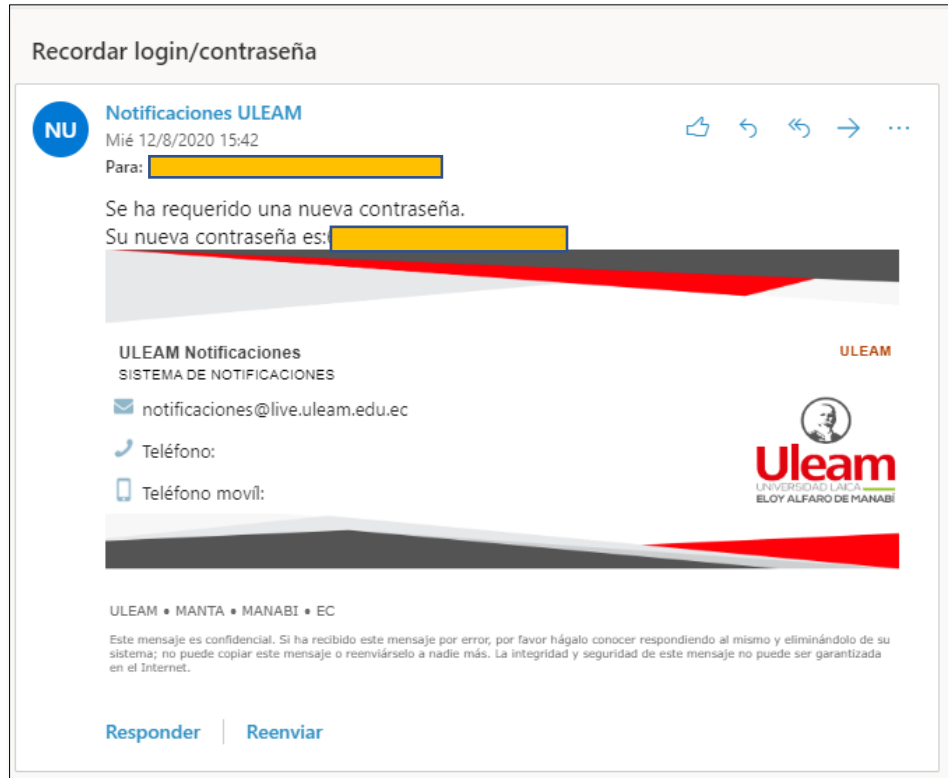 Recordar login/contraseña
NU
Notificaciones ULEAM
Mié 12/8/2020 15:42
Para:
Se ha requerido una nueva contraseña.
Su nueva contraseña es:
ULEAM Notificaciones
ULEAM
SISTEMA DE NOTIFICACIONES
notificaciones@live.uleam.edu.ec
Teléfono:
Teléfono movíl:
Uleam
UNIVERSIDAD LAICA
ELOY ALFARO DE MANABÍ
ULEAM • MANTA • MANABI • EC
Este mensaje es confidencial. Si ha recibido este mensaje por error, por favor hágalo conocer respondiendo al mismo y eliminándolo de su
sistema; no puede copiar este mensaje o reenviárselo a nadie más. La integridad y seguridad de este mensaje no puede ser garantizada
en el Internet.
Responder
Reenviar